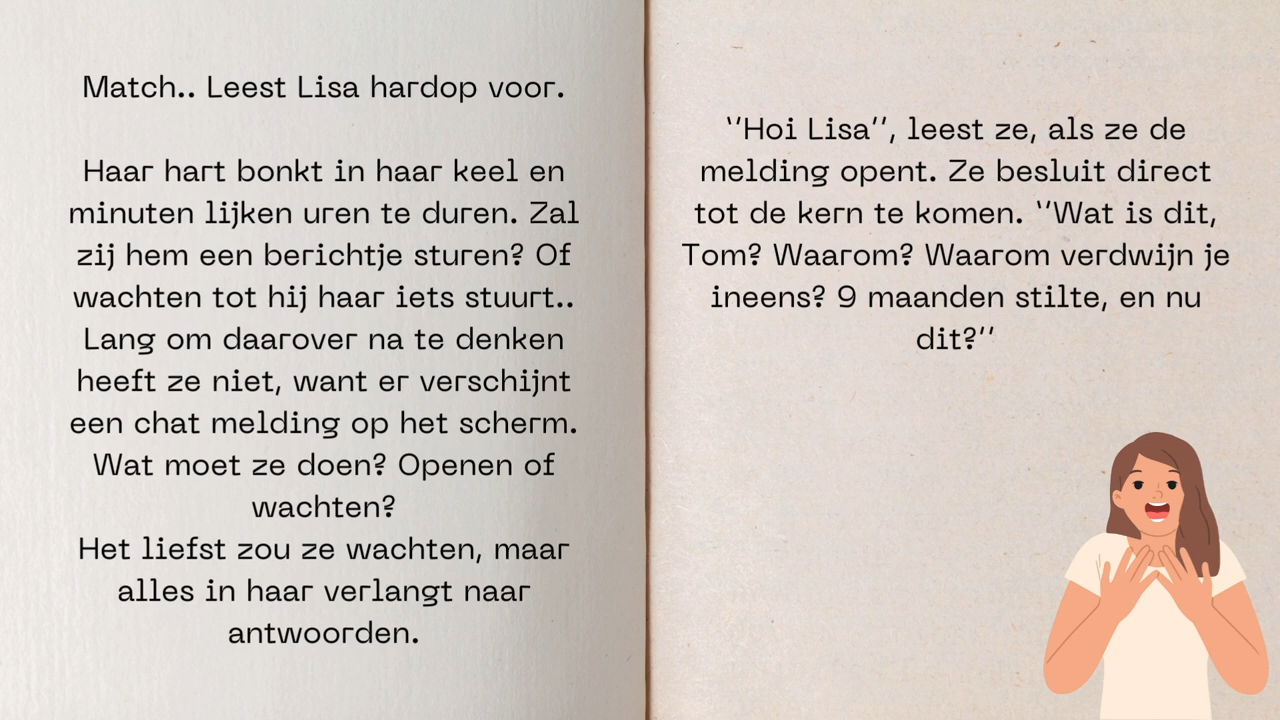 Match.. Leest Lisa hardop voor.
Haar hart bonkt in haar keel en
minuten lijken uren te duren. Zal
zij hem een berichtje sturen? Of
wachten tot hij haar iets stuurt..
Lang om daarover na te denken
heeft ze niet, want er verschijnt
een chat melding op het scherm.
Wat moet ze doen? Openen of
wachten?
Het liefst zou ze wachten, maar
alles in haar verlangt naar
antwoorden.
‘’Hoi Lisa’’, leest ze, als ze de
melding opent. Ze besluit direct
tot de kern te komen. ‘’Wat is dit,
Tom? Waarom? Waarom verdwijn je
ineens? 9 maanden stilte, en nu
dit?’’